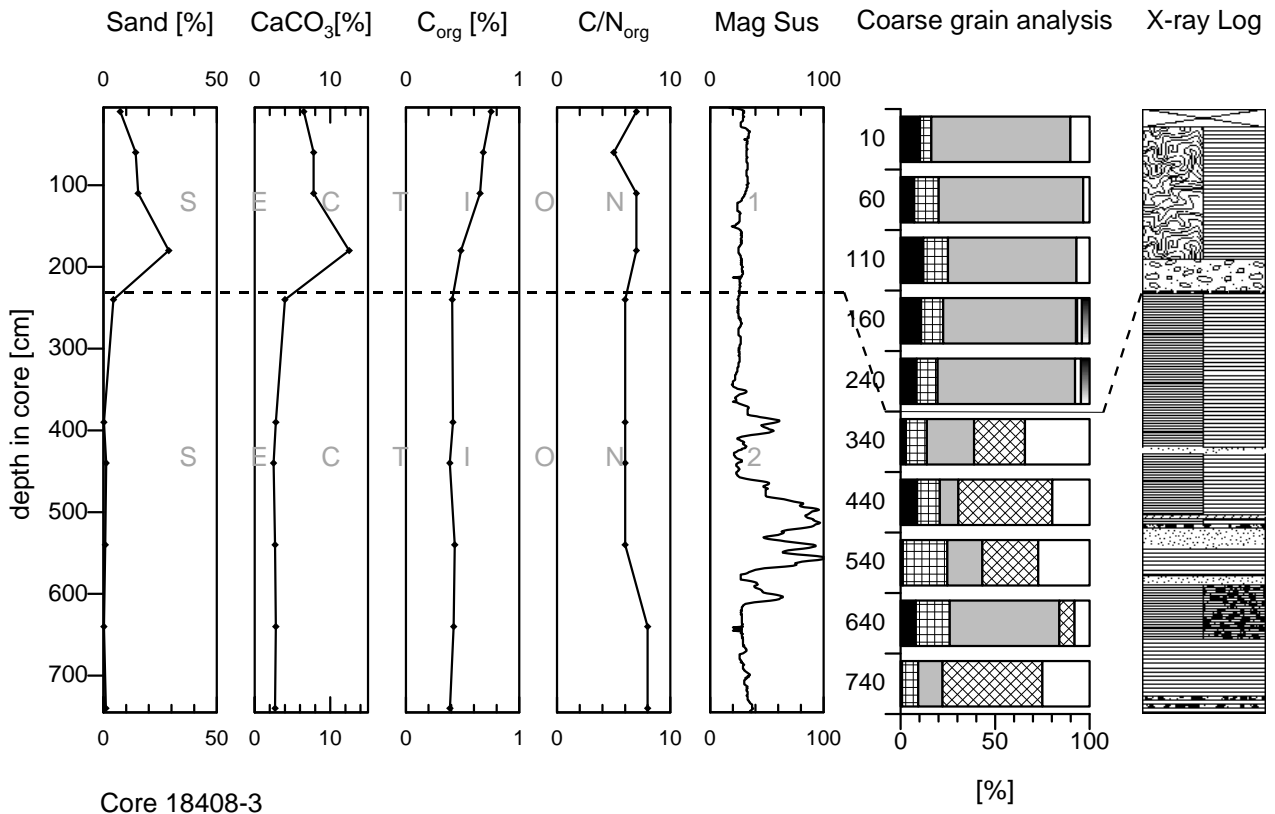 Sand [%] CaCO3[%] Corg [%] C/Norg Mag Sus Coarse grain analysis X-ray Log
0 50 0 10 0 1 0 10 0 100
10
60
100
S E C T I O N 1
110
200
160
300
240
depth in core [cm]
400
340
S E C T I O N 2
440
500
540
600
640
700
740
0 50 0 10 0 1 0 10 0 100 0 50 100
[%]
Core 18408-3